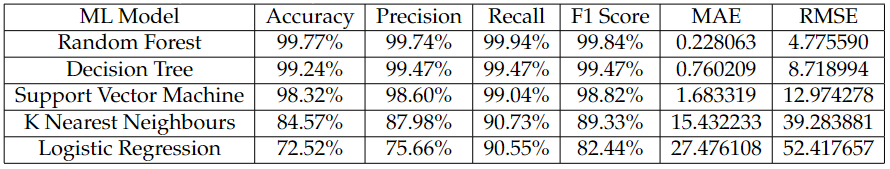 ML Model Accuracy Precision Recall F1 Score MAE RMSE
Random Forest 99.77% 99.74% 99.94% 99.84% 0.228063 4.775590
Decision Tree 99.24% 99.47% 99.47% 99.47% 0.760209 8.718994
Support Vector Machine 98.32% 98.60% 99.04% 98.82% 1.683319 12.974278
K Nearest Neighbours 84.57% 87.98% 90.73% 89.33% 15.432233 39.283881
Logistic Regression 72.52% 75.66% 90.55% 82.44% 27.476108 52.417657